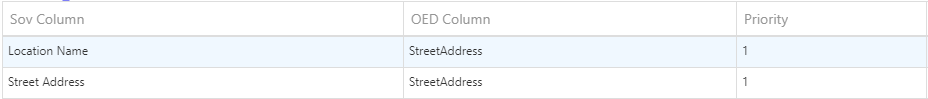 Sov Column OED Column Priority
Location Name StreetAddress 1
Street Address StreetAddress 1